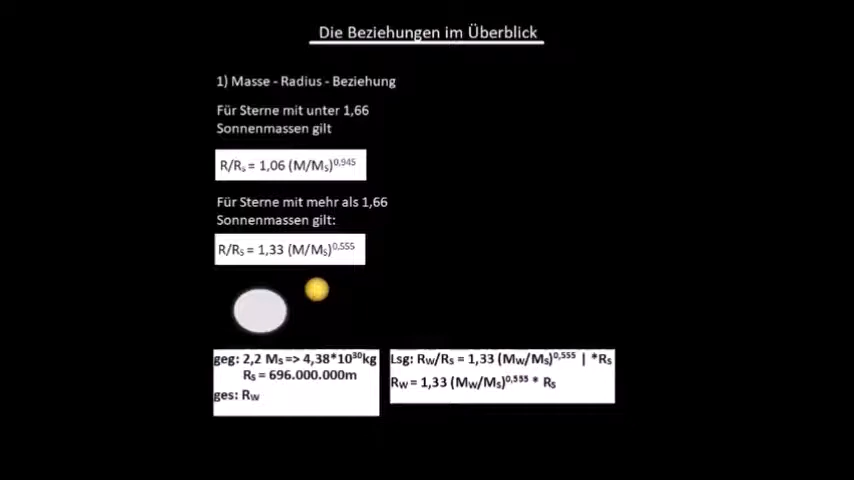 Die Beziehungen im Überblick
1) Masse - Radius - Beziehung
Für Sterne mit unter 1,66
Sonnenmassen gilt
R/Rₛ = 1,06 (M/Mₛ)^0,945
Für Sterne mit mehr als 1,66
Sonnenmassen gilt:
R/Rₛ = 1,33 (M/Mₛ)^0,555
geg: 2,2 Mₛ => 4,38*10³⁰kg
Rₛ = 696.000.000m
ges: Rw
Lsg: Rw/Rₛ = 1,33 (Mw/Mₛ)^0,555 | *Rₛ
Rw = 1,33 (Mw/Mₛ)^0,555 * Rₛ